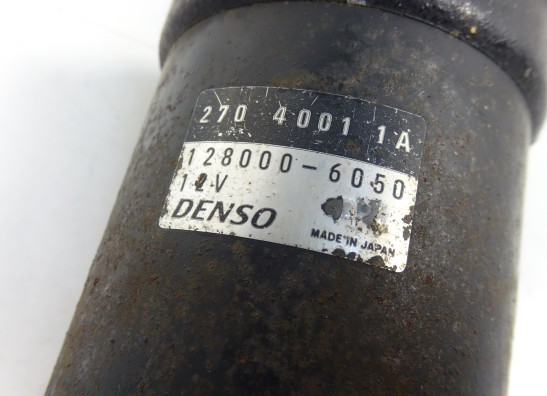 270 4001 1A
128000-6050
12V
DENSO
MADE IN JAPAN